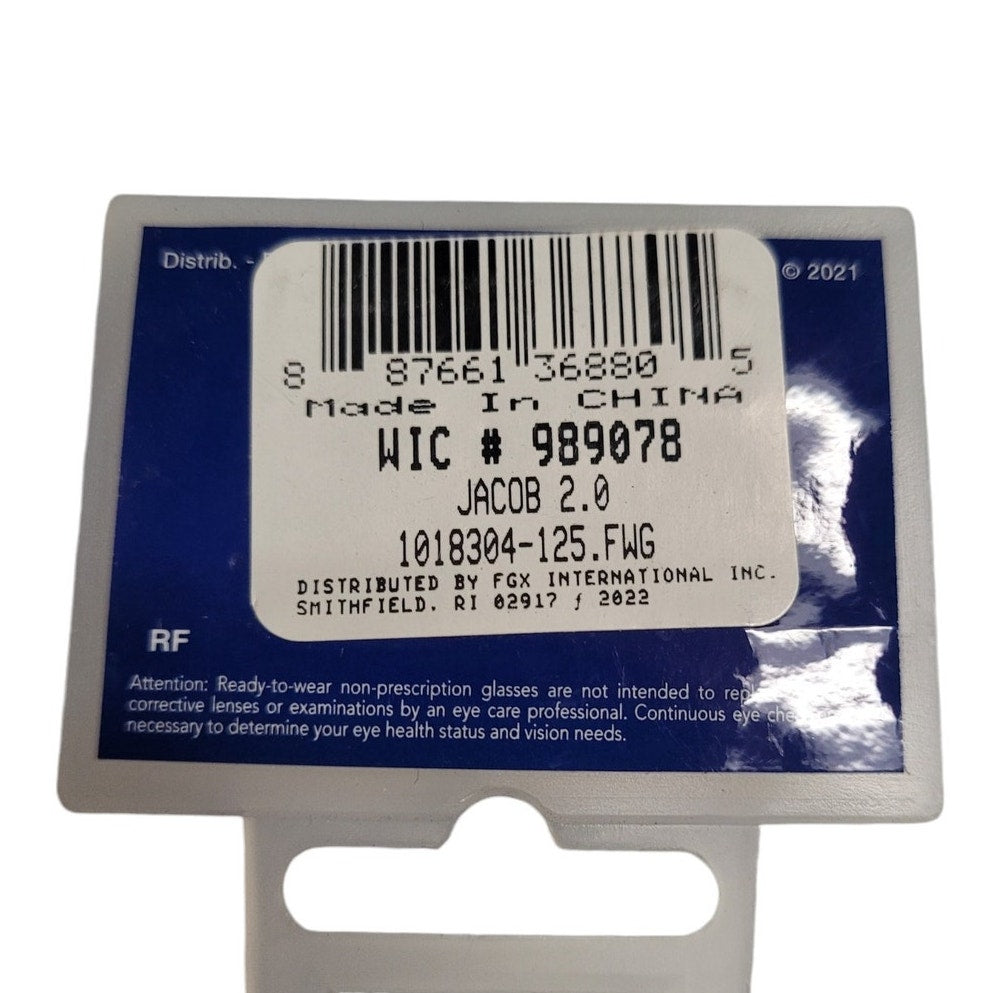 Distrib. -
© 2021
8 87661 36880 5
Made In CHINA
WIC # 989078
JACOB 2.0
1018304-125.FWG
DISTRIBUTED BY FGX INTERNATIONAL INC.
SMITHFIELD. RI 02917 ƒ 2022
RF
Attention: Ready-to-wear non-prescription glasses are not intended to
corrective lenses or examinations by an eye care professional. Continuous eye
necessary to determine your eye health status and vision needs.